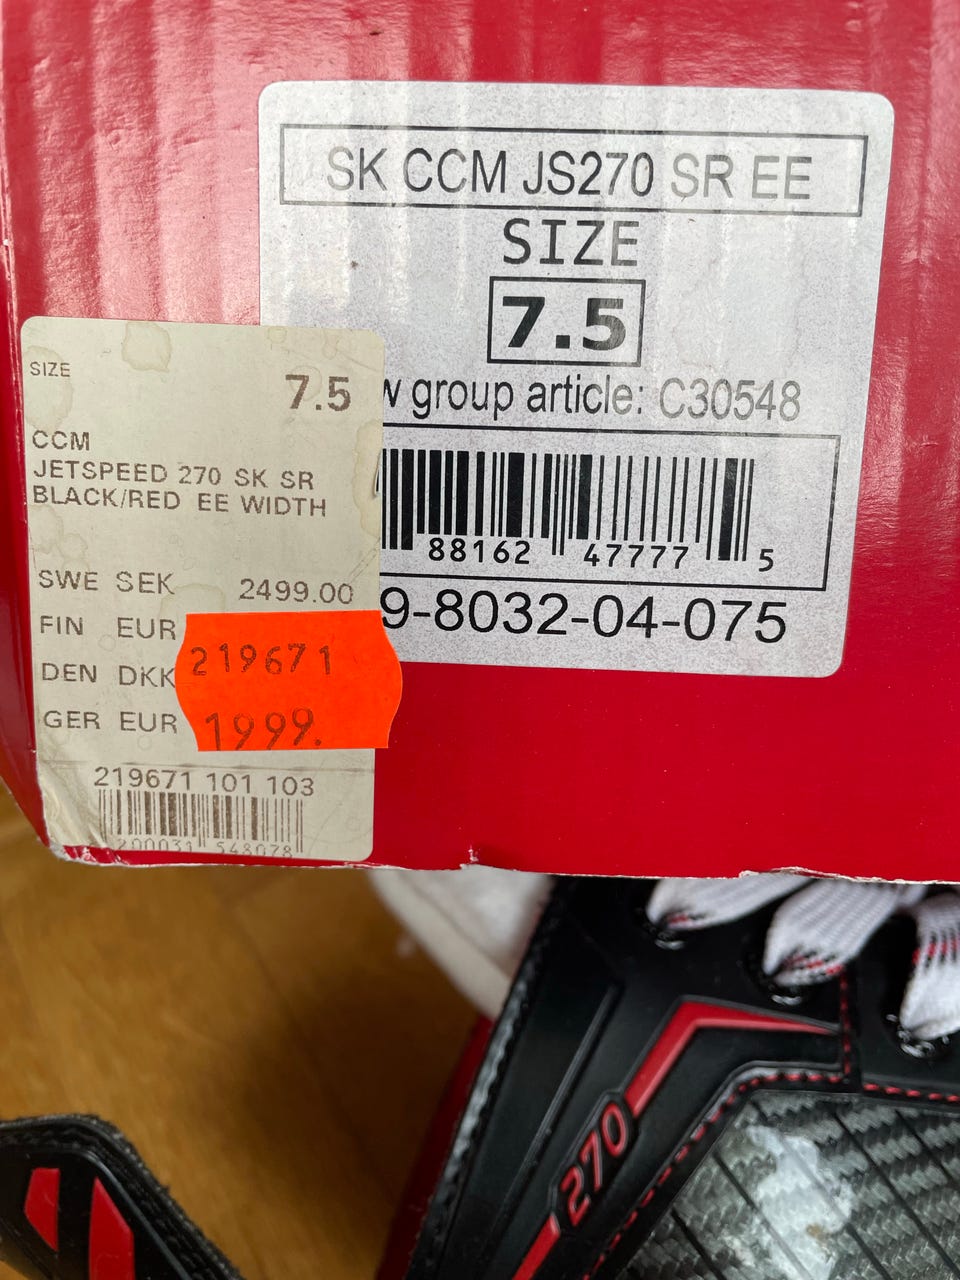 SK CCM JS270 SR EE
SIZE
7.5
group article: C30548
88162 47777 5
9-8032-04-075
SIZE
7.5
CCM
JETSPEED 270 SK SR
BLACK/RED EE WIDTH
SWE SEK 2499.00
FIN EUR
DEN DKK
GER EUR
219671
1999.
219671 101 103
200031 548078
270